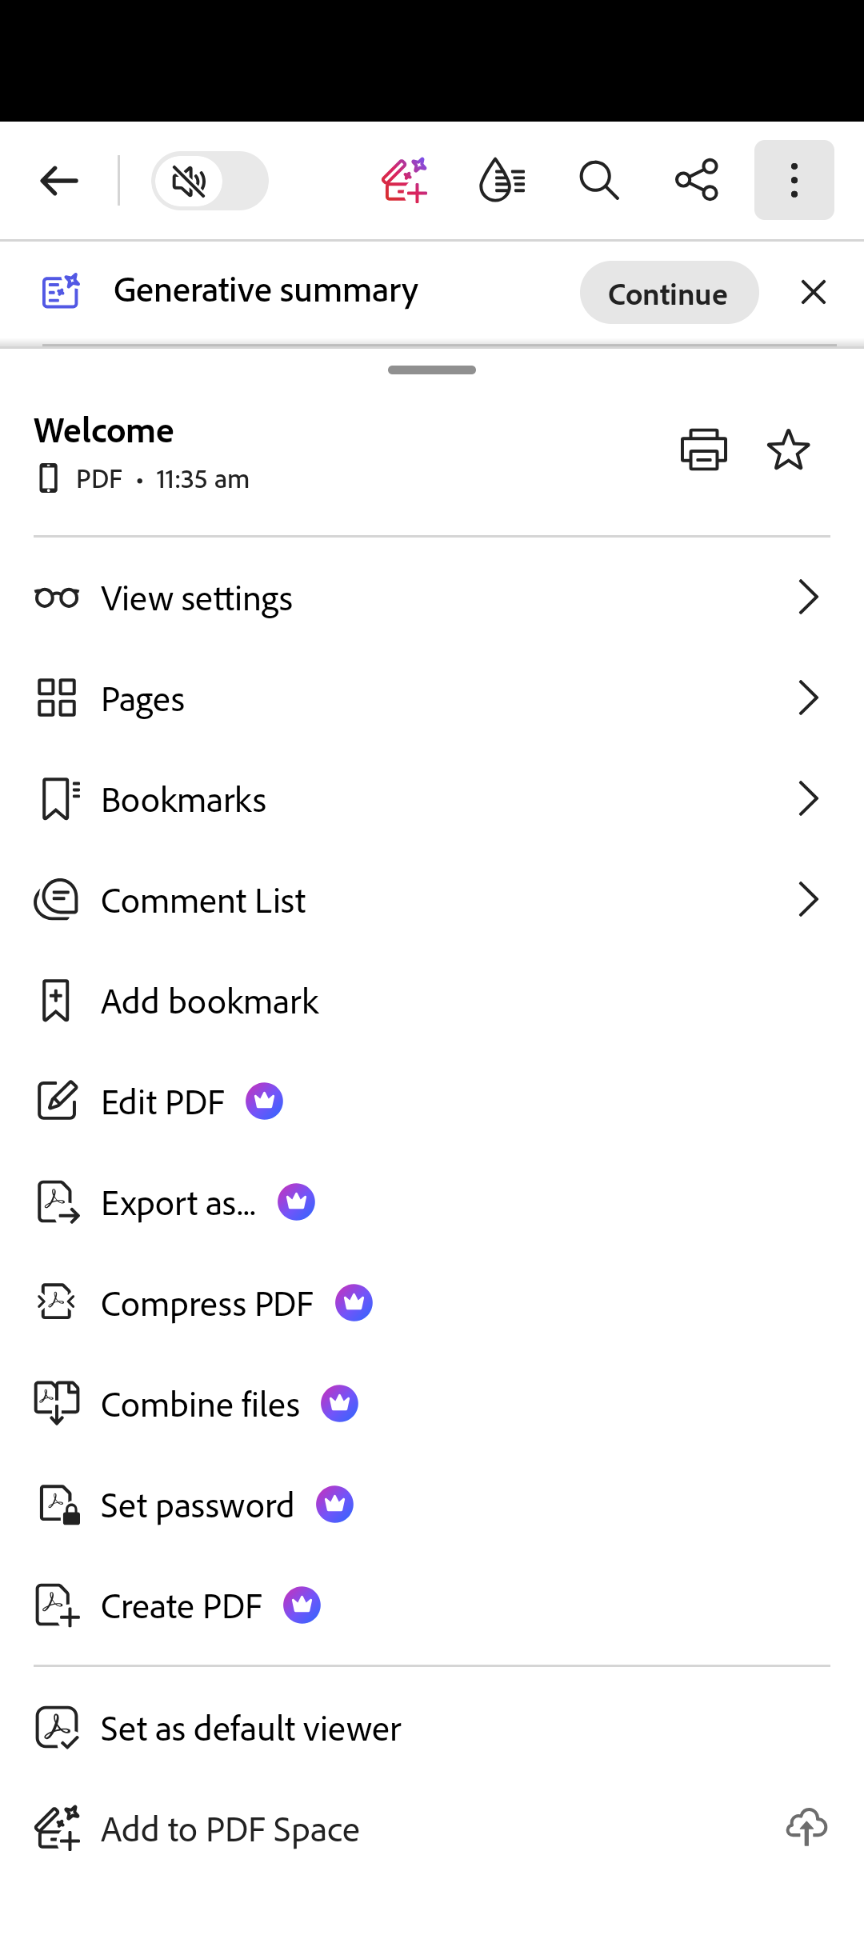 Generative summary
Continue
Welcome
PDF • 11:35 am
View settings
Pages
Bookmarks
Comment List
Add bookmark
Edit PDF
Export as...
Compress PDF
Combine files
Set password
Create PDF
Set as default viewer
Add to PDF Space